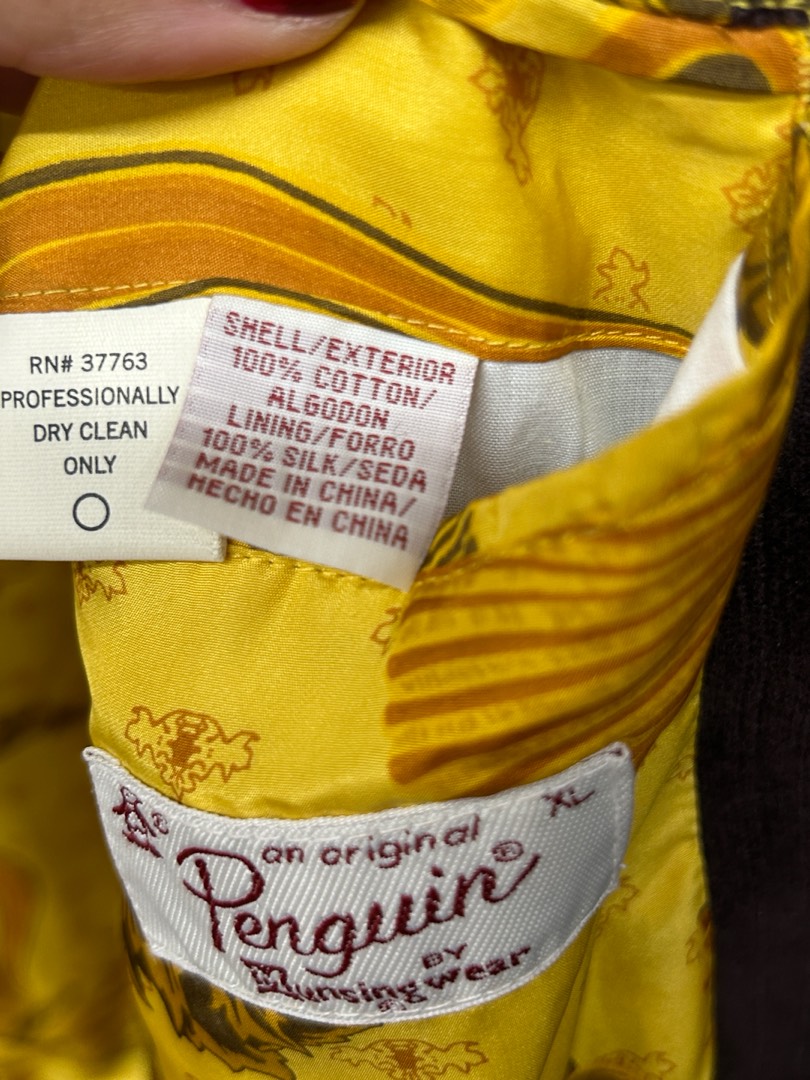 RN# 37763
PROFESSIONALLY
DRY CLEAN
ONLY
SHELL/EXTERIOR
100% COTTON/
ALGODON
LINING/FORRO
100% SILK/SEDA
MADE IN CHINA/
HECHO EN CHINA
®
XL
an original
Penguin®
BY
Munsingwear